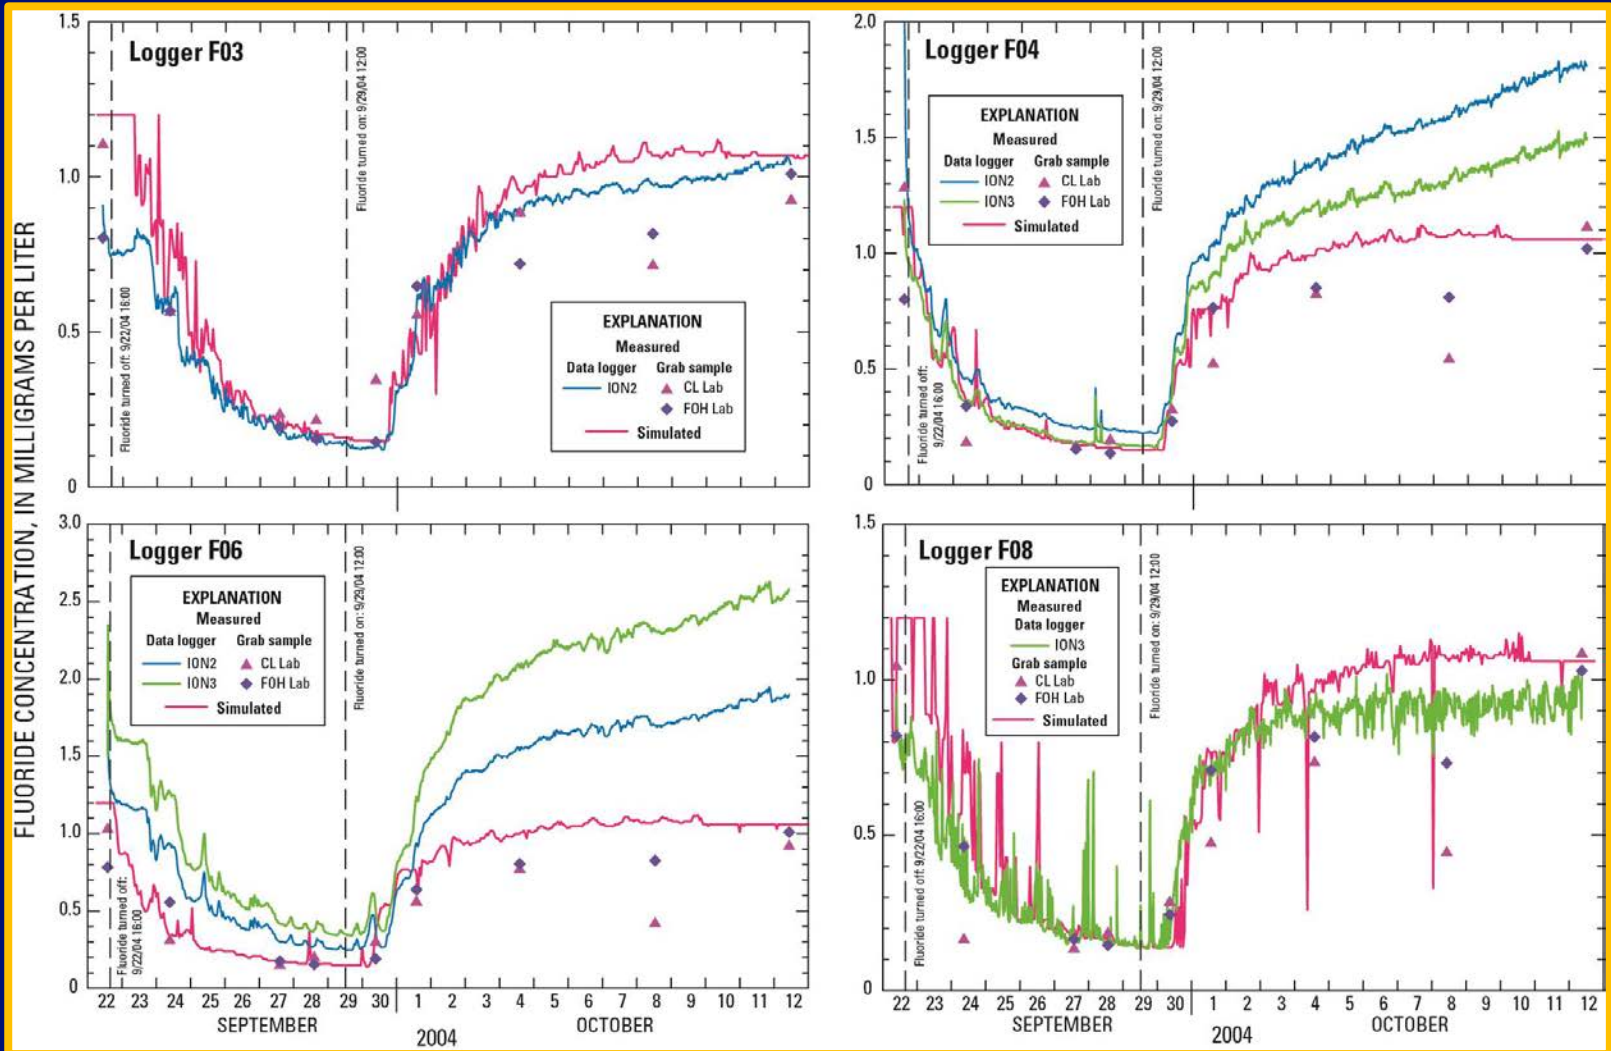 FLUORIDE CONCENTRATION, IN MILLIGRAMS PER LITER
Logger F03
1.5
1.0
0.5
0
Fluoride turned off: 9/22/04 16:00
Fluoride turned on: 9/29/04 12:00
EXPLANATION
Measured
Data logger Grab sample
ION2 CL Lab
FOH Lab
Simulated
Logger F04
2.0
1.5
1.0
0.5
0
Fluoride turned off:
9/22/04 16:00
Fluoride turned on: 9/29/04 12:00
EXPLANATION
Measured
Data logger Grab sample
ION2 CL Lab
ION3 FOH Lab
Simulated
Logger F06
3.0
2.5
2.0
1.5
1.0
0.5
0
Fluoride turned off:
9/22/04 16:00
Fluoride turned on: 9/29/04 12:00
EXPLANATION
Measured
Data logger Grab sample
ION2 CL Lab
ION3 FOH Lab
Simulated
22 23 24 25 26 27 28 29 30 1 2 3 4 5 6 7 8 9 10 11 12
SEPTEMBER OCTOBER
2004
Logger F08
1.5
1.0
0.5
0
Fluoride turned off: 9/22/04 16:00
Fluoride turned on: 9/29/04 12:00
EXPLANATION
Measured
Data logger
ION3
Grab sample
CL Lab
FOH Lab
Simulated
22 23 24 25 26 27 28 29 30 1 2 3 4 5 6 7 8 9 10 11 12
SEPTEMBER OCTOBER
2004